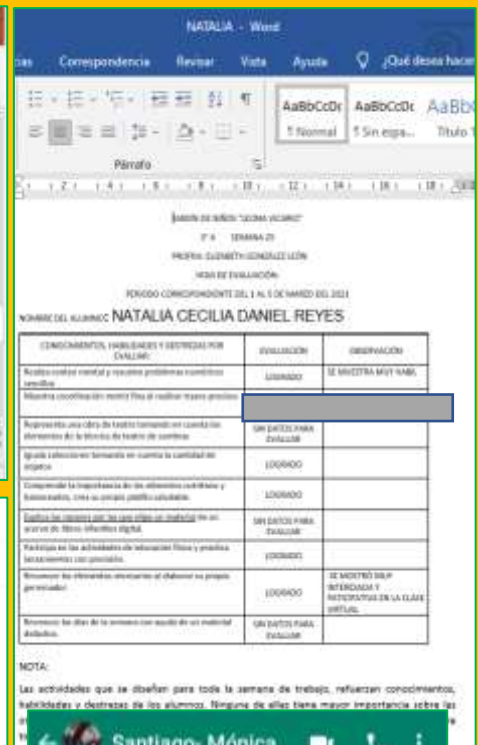 NATALIA - Word
Correspondencia Revisar Vista Ayuda ¿Qué desea hacer
AaBbCcDc AaBbCcDc AaBb
¶ Normal ¶ Sin espa... Título 1
Párrafo
JARDÍN DE NIÑOS "LEONA VICARIO"
3° A SEMANA 25
PROFRA: ELIZABETH GONZÁLEZ LEÓN
HOJA DE EVALUACIÓN
PERIODO CORRESPONDIENTE DEL 1 AL 5 DE MARZO DEL 2021
NOMBRE DEL ALUMNO: NATALIA CECILIA DANIEL REYES
CONOCIMIENTOS, HABILIDADES Y DESTREZAS POR EVALUAR: EVALUACIÓN OBSERVACIÓN
Realiza conteo mental y resuelve problemas numéricos sencillos LOGRADO SE MUESTRA MUY HÁBIL
Muestra coordinación motriz fina al realizar trazos precisos
Representa una obra de teatro tomando en cuenta los elementos de la técnica de teatro de sombras SIN DATOS PARA EVALUAR
Iguala colecciones tomando en cuenta la cantidad de objetos LOGRADO
Comprende la importancia de los alimentos nutritivos y balanceados, crea su propio platillo saludable. LOGRADO
Explica las razones por las que elige un material de un acervo de libros infantiles digital. SIN DATOS PARA EVALUAR
Participa en las actividades de educación física y practica lanzamientos con precisión. LOGRADO
Reconoce los elementos necesarios al elaborar su propio germinador LOGRADO SE MOSTRÓ MUY INTERESADA Y PARTICIPATIVA EN LA CLASE VIRTUAL
Reconoce los días de la semana con ayuda de un material didáctico. SIN DATOS PARA EVALUAR
NOTA:
Las actividades que se diseñan para toda la semana de trabajo, refuerzan conocimientos,
habilidades y destrezas de los alumnos. Ninguna de ellas tiene mayor importancia sobre las
Santiago- Mónica